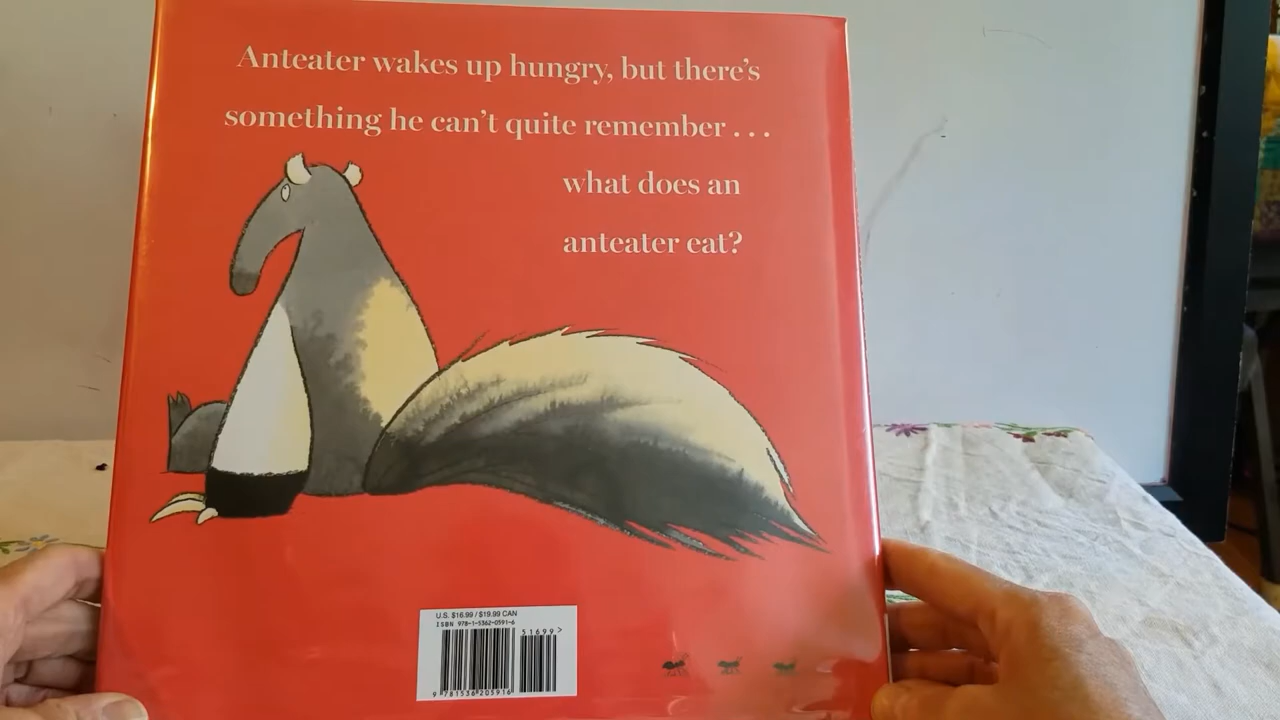 Anteater wakes up hungry, but there's
something he can't quite remember . . .
what does an
anteater eat?
U.S. $16.99 / $19.99 CAN
ISBN 978-1-5362-0591-6
51699>
9 781536 205916